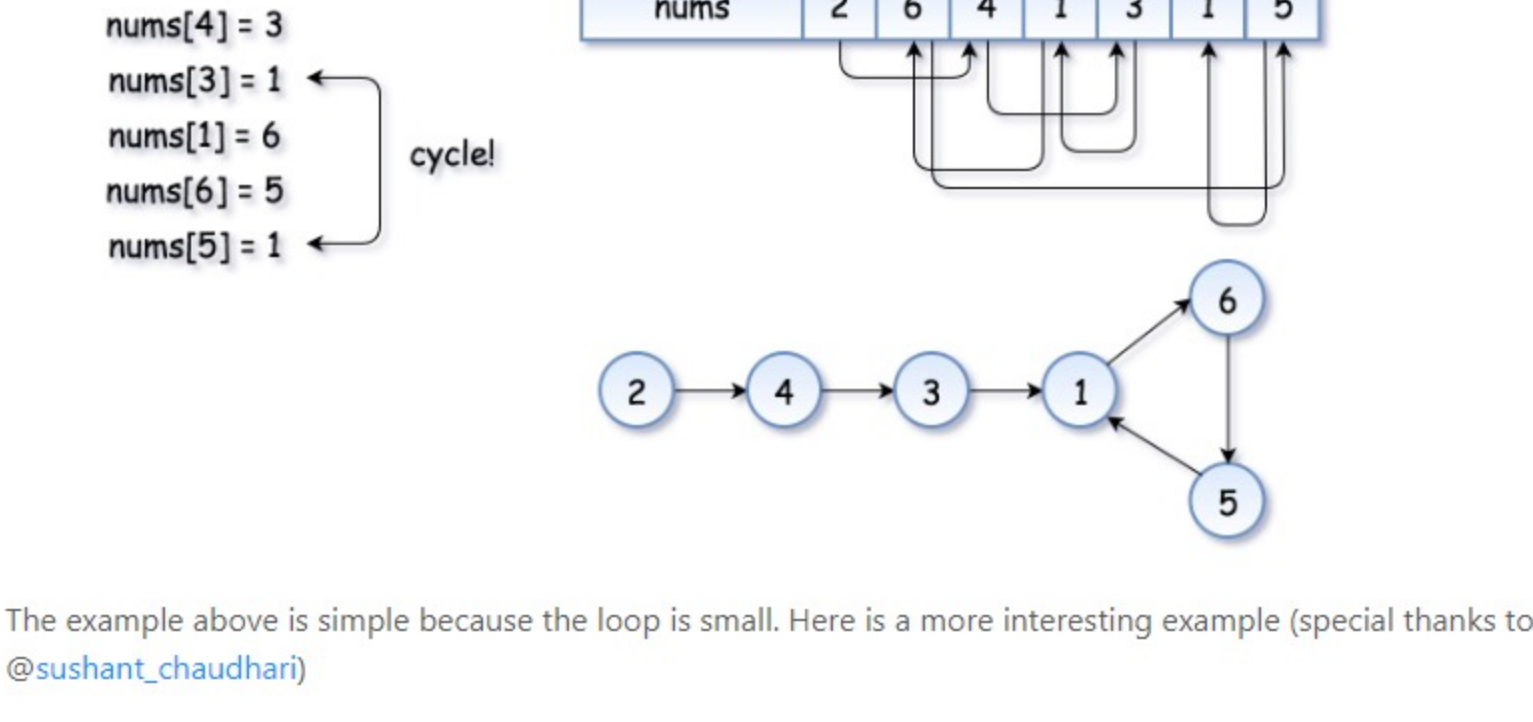 nums[4] = 3
nums[3] = 1
nums[1] = 6
nums[6] = 5
nums[5] = 1
cycle!
nums 2 6 4 1 3 1 5
6
2 4 3 1
5
The example above is simple because the loop is small. Here is a more interesting example (special thanks to
@sushant_chaudhari)